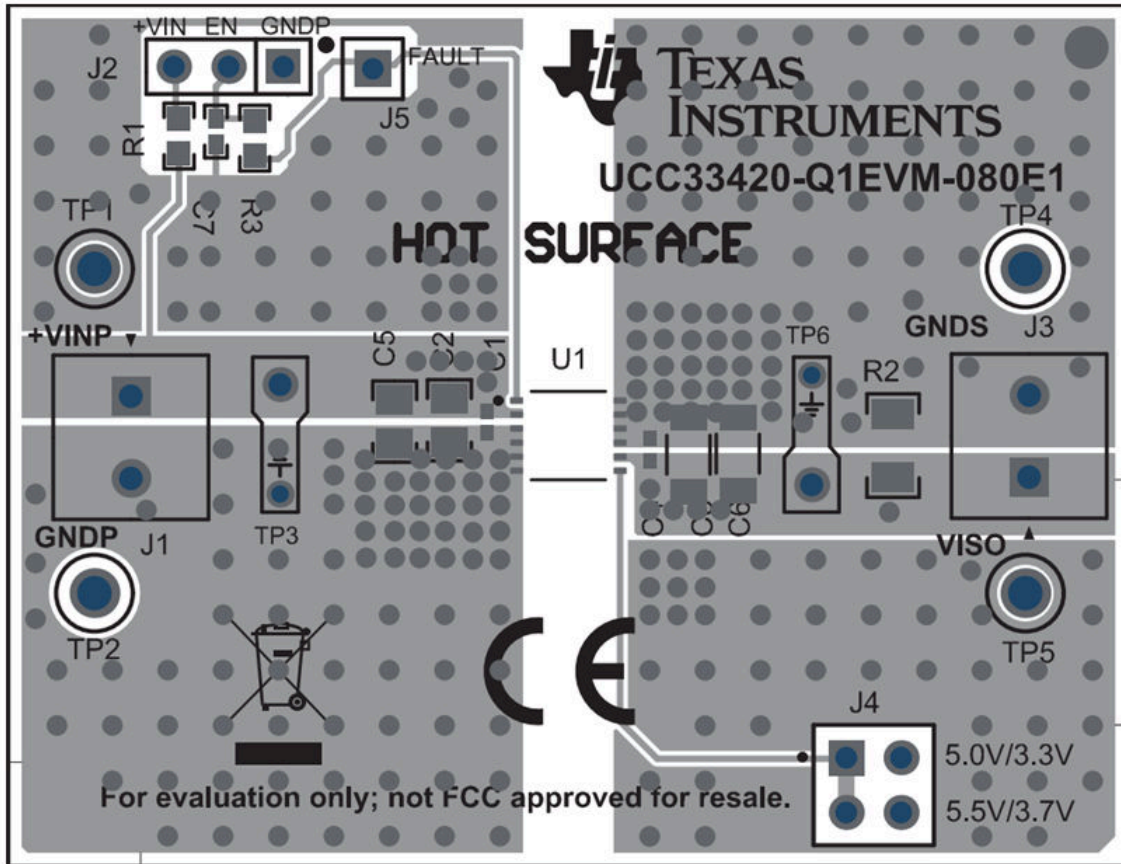 +VIN EN GNDP
J2
FAULT
J5
R1
C7
R3
TEXAS
INSTRUMENTS
UCC33420-Q1EVM-080E1
TP1
HOT SURFACE
TP4
+VINP
GNDS
J3
C5
C2
C1
U1
TP6
R2
GNDP
J1
TP3
C6
VISO
TP2
TP5
CE
J4
5.0V/3.3V
5.5V/3.7V
For evaluation only; not FCC approved for resale.